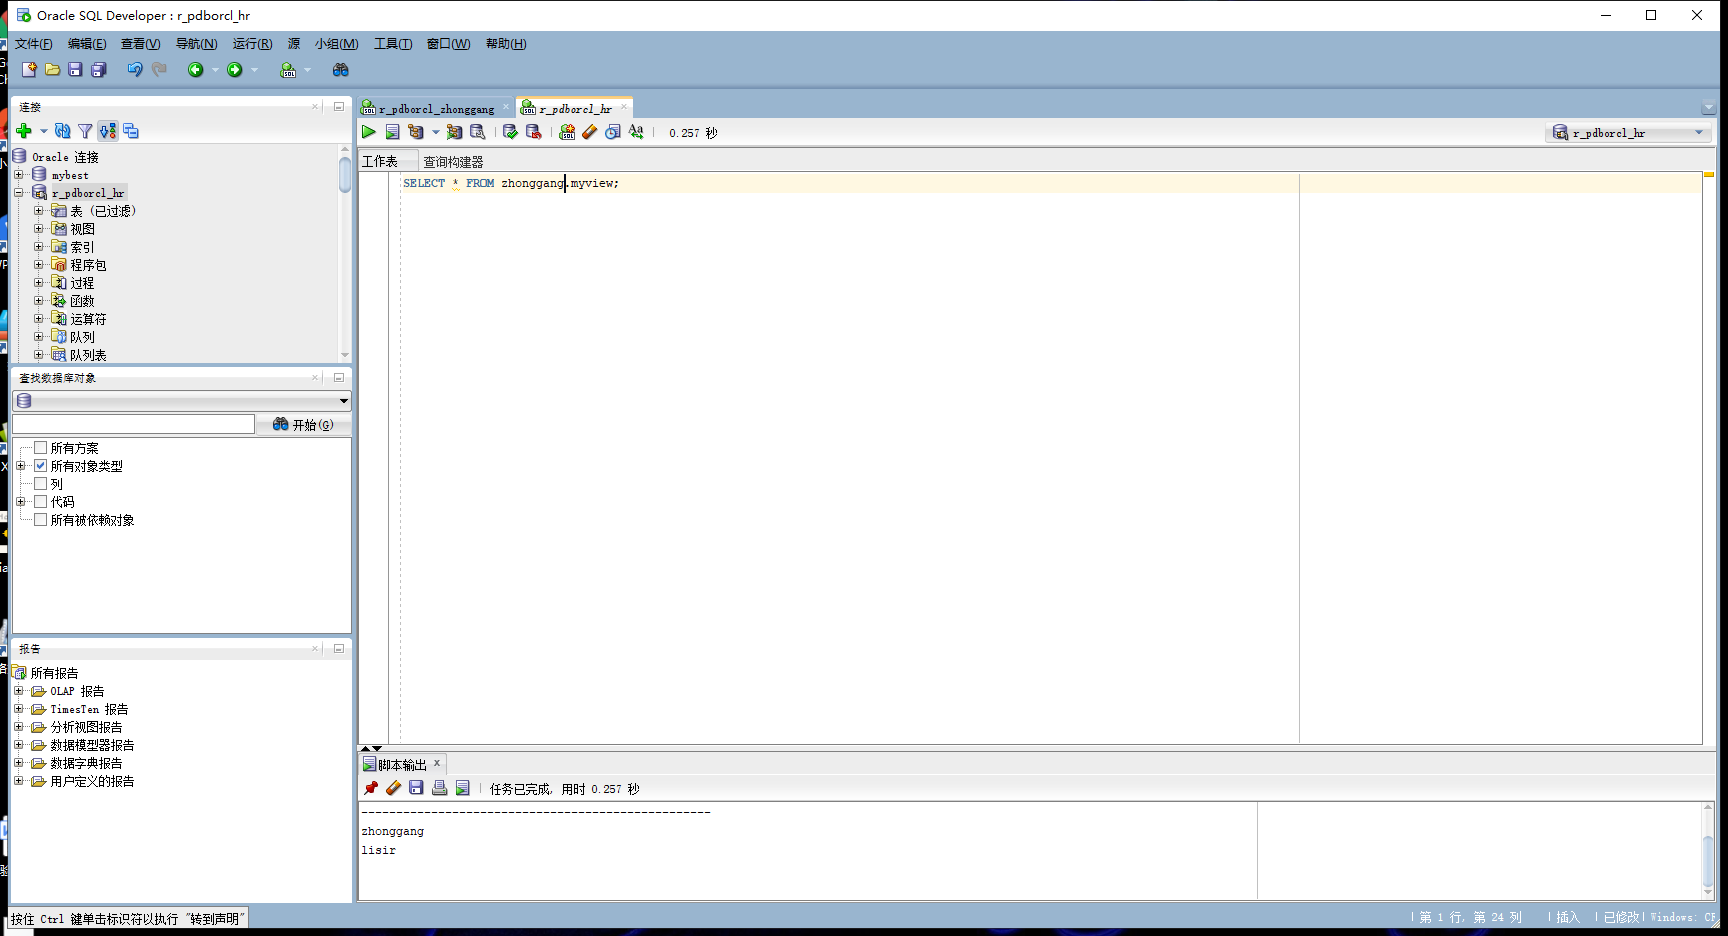 Oracle SQL Developer : r_pdborcl_hr
文件(F) 编辑(E) 查看(V) 导航(N) 运行(R) 源 小组(M) 工具(T) 窗口(W) 帮助(H)
连接
Oracle 连接
mybest
r_pdborcl_hr
表 (已过滤)
视图
索引
程序包
过程
函数
运算符
队列
队列表
查找数据库对象
开始(G)
所有方案
所有对象类型
列
代码
所有被依赖对象
报告
所有报告
OLAP 报告
TimesTen 报告
分析视图报告
数据模型器报告
数据字典报告
用户定义的报告
r_pdborcl_zhonggang r_pdborcl_hr
0.257 秒 r_pdborcl_hr
工作表 查询构建器
SELECT * FROM zhonggang.myview;
脚本输出
任务已完成, 用时 0.257 秒
--------------------------------------------------
zhonggang
lisir
按住 Ctrl 键单击标识符以执行 "转到声明"
第 1 行, 第 24 列 插入 已修改 Windows: CR